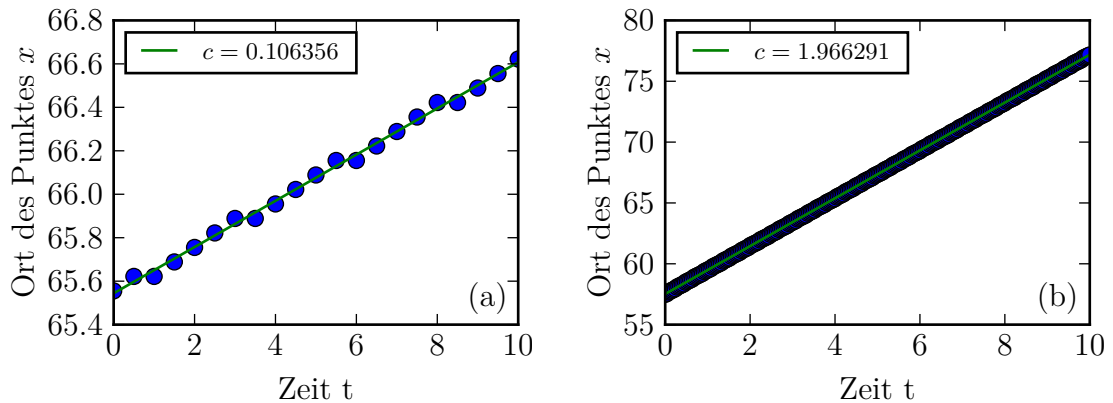 66.8
66.6
66.4
66.2
66.0
65.8
65.6
65.4
0 2 4 6 8 10
Zeit t
Ort des Punktes x
c = 0.106356
(a)
80
75
70
65
60
55
0 2 4 6 8 10
Zeit t
Ort des Punktes x
c = 1.966291
(b)